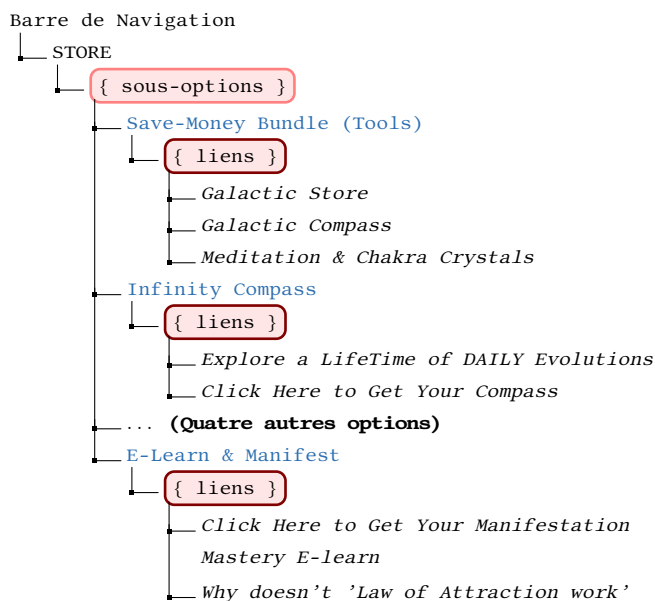 Barre de Navigation
STORE
{ sous-options }
Save-Money Bundle (Tools)
{ liens }
Galactic Store
Galactic Compass
Meditation & Chakra Crystals
Infinity Compass
{ liens }
Explore a LifeTime of DAILY Evolutions
Click Here to Get Your Compass
... (Quatre autres options)
E-Learn & Manifest
{ liens }
Click Here to Get Your Manifestation
Mastery E-learn
Why doesn't 'Law of Attraction work'